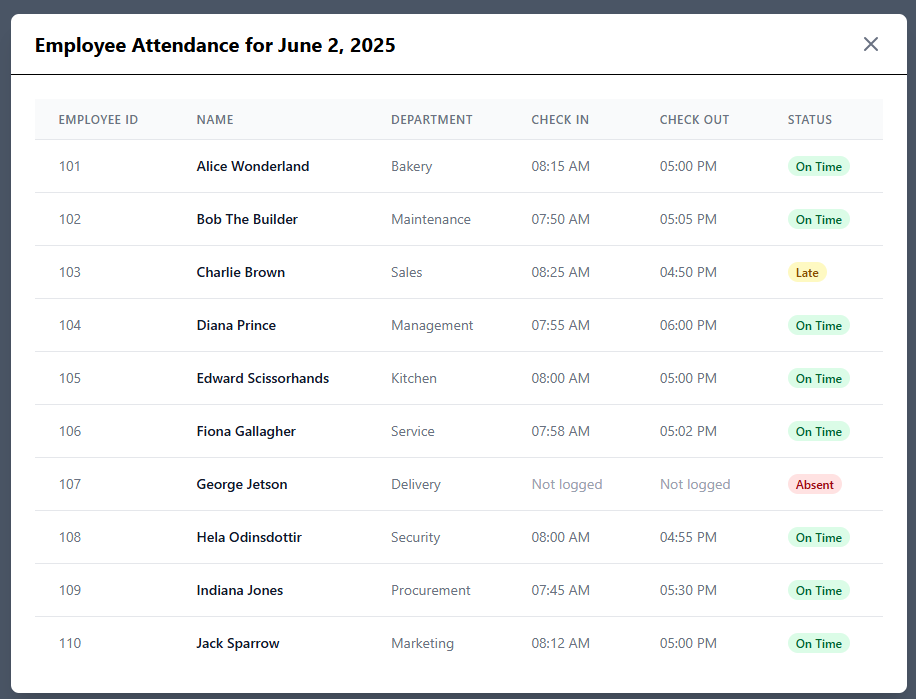 Employee Attendance for June 2, 2025
EMPLOYEE ID NAME DEPARTMENT CHECK IN CHECK OUT STATUS
101 Alice Wonderland Bakery 08:15 AM 05:00 PM On Time
102 Bob The Builder Maintenance 07:50 AM 05:05 PM On Time
103 Charlie Brown Sales 08:25 AM 04:50 PM Late
104 Diana Prince Management 07:55 AM 06:00 PM On Time
105 Edward Scissorhands Kitchen 08:00 AM 05:00 PM On Time
106 Fiona Gallagher Service 07:58 AM 05:02 PM On Time
107 George Jetson Delivery Not logged Not logged Absent
108 Hela Odinsdottir Security 08:00 AM 04:55 PM On Time
109 Indiana Jones Procurement 07:45 AM 05:30 PM On Time
110 Jack Sparrow Marketing 08:12 AM 05:00 PM On Time